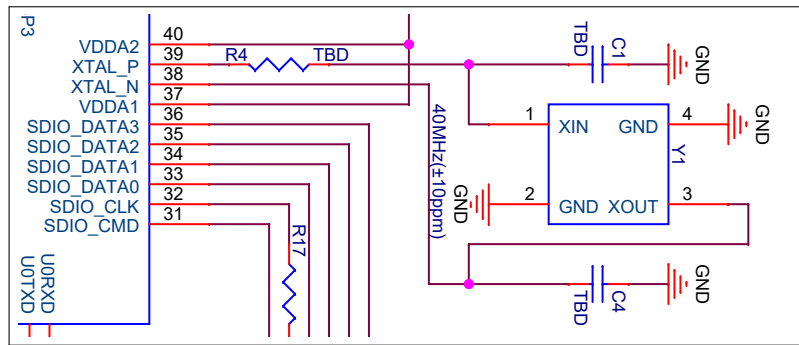 P3
VDDA2
40
XTAL_P
39
R4
TBD
TBD
C1
GND
XTAL_N
38
VDDA1
37
SDIO_DATA3
36
SDIO_DATA2
35
SDIO_DATA1
34
SDIO_DATA0
33
SDIO_CLK
32
SDIO_CMD
31
40MHz(±10ppm)
1
XIN
GND
4
GND
Y1
GND
2
GND
XOUT
3
R17
TBD
C4
GND
U0TXD
U0RXD